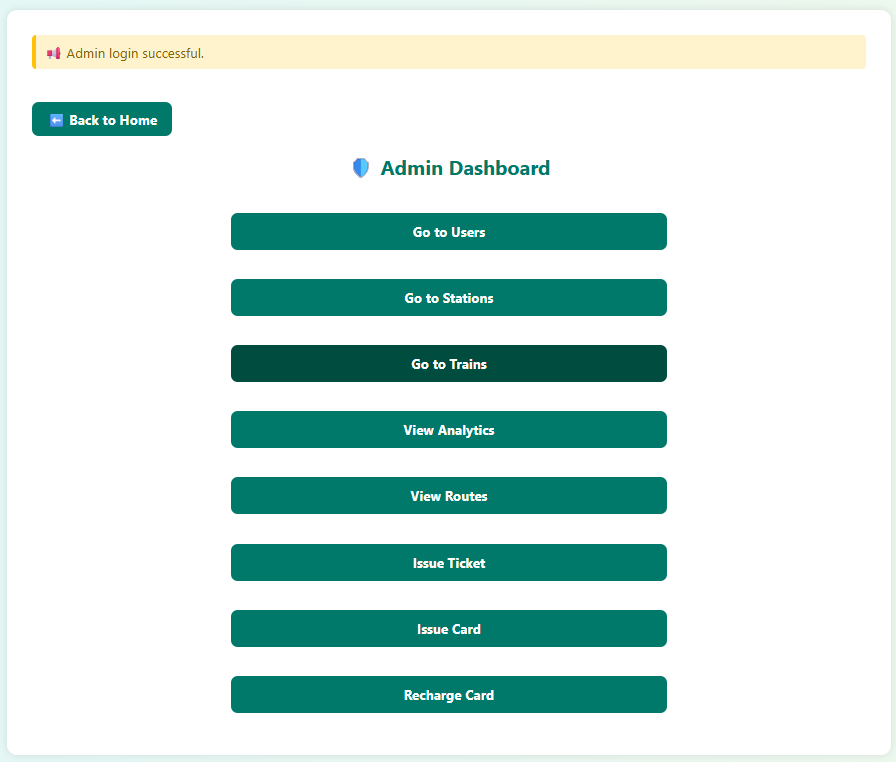 Admin login successful.
Back to Home
Admin Dashboard
Go to Users
Go to Stations
Go to Trains
View Analytics
View Routes
Issue Ticket
Issue Card
Recharge Card